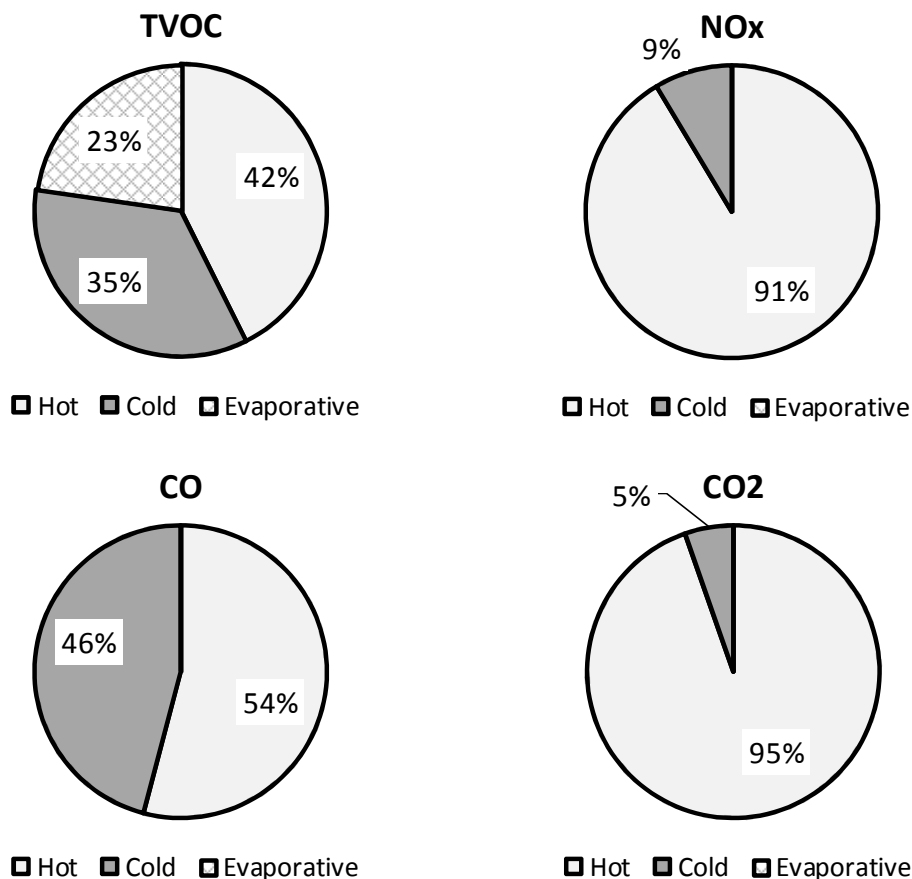 TVOC
23%
42%
35%
Hot Cold Evaporative
NOx
9%
91%
Hot Cold Evaporative
CO
46%
54%
Hot Cold Evaporative
CO2
5%
95%
Hot Cold Evaporative